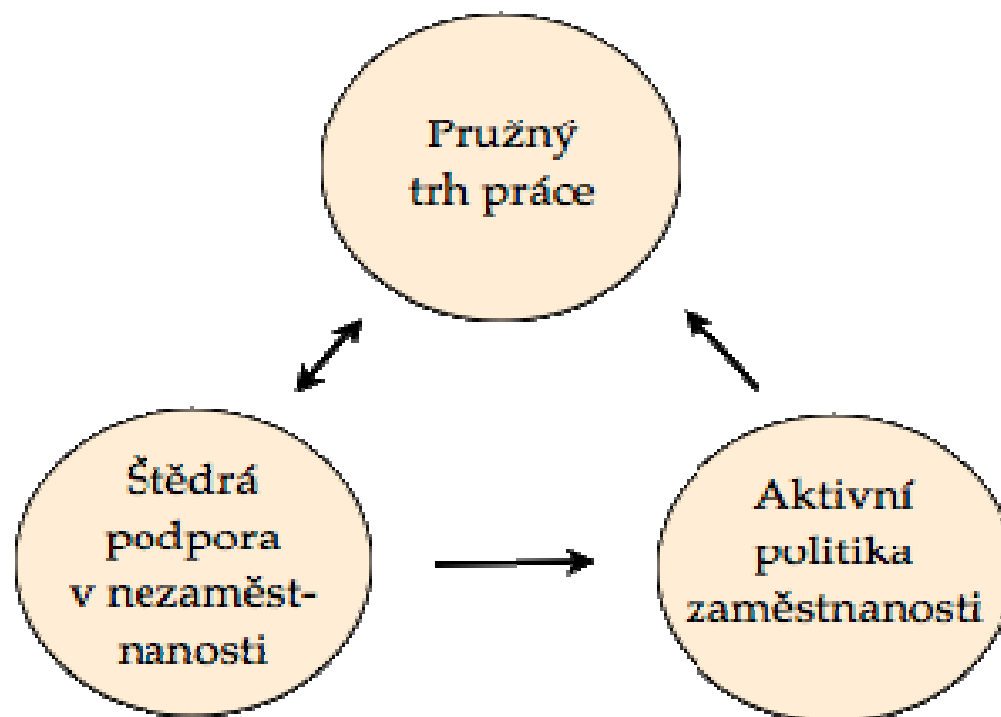 Pružný
trh práce
Štědrá
podpora
v nezaměst-
nanosti
Aktivní
politika
zaměstnanosti